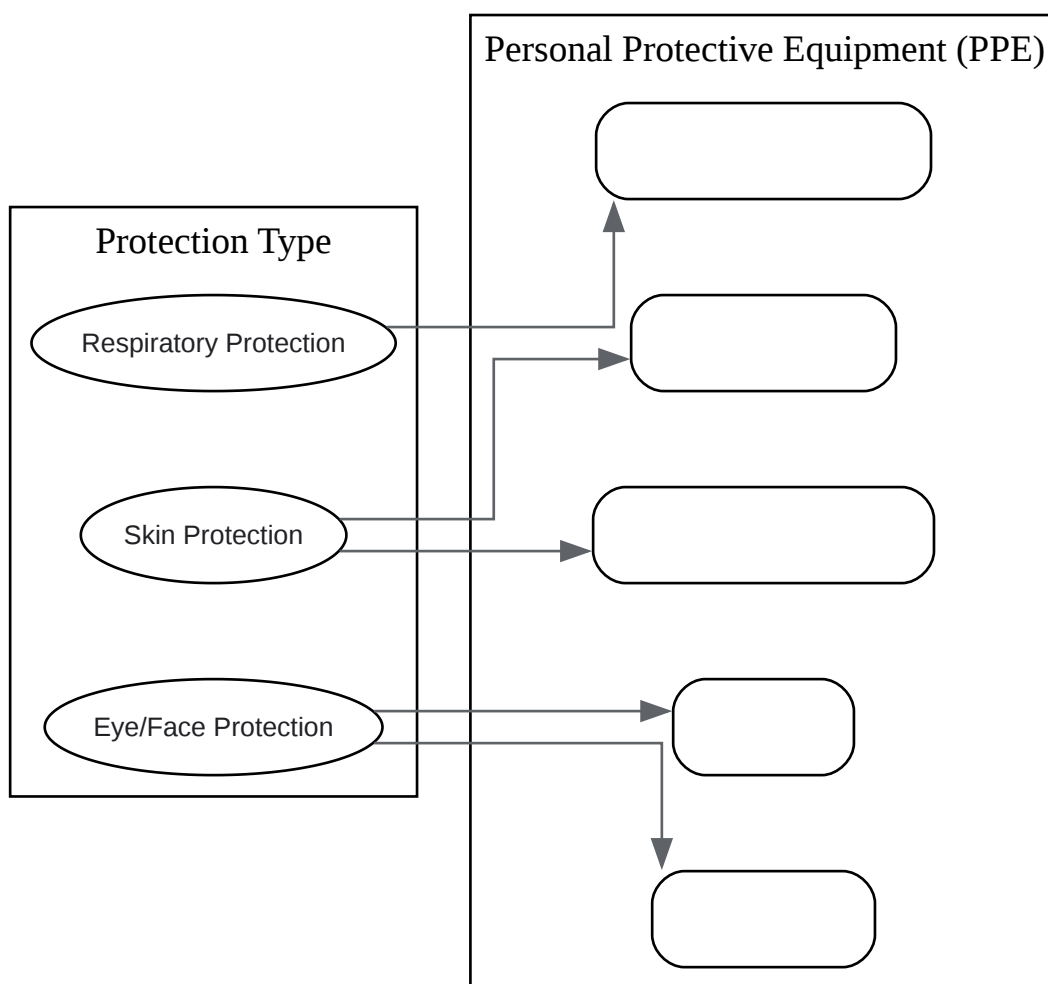 Personal Protective Equipment (PPE)
Protection Type
Respiratory Protection
Skin Protection
Eye/Face Protection